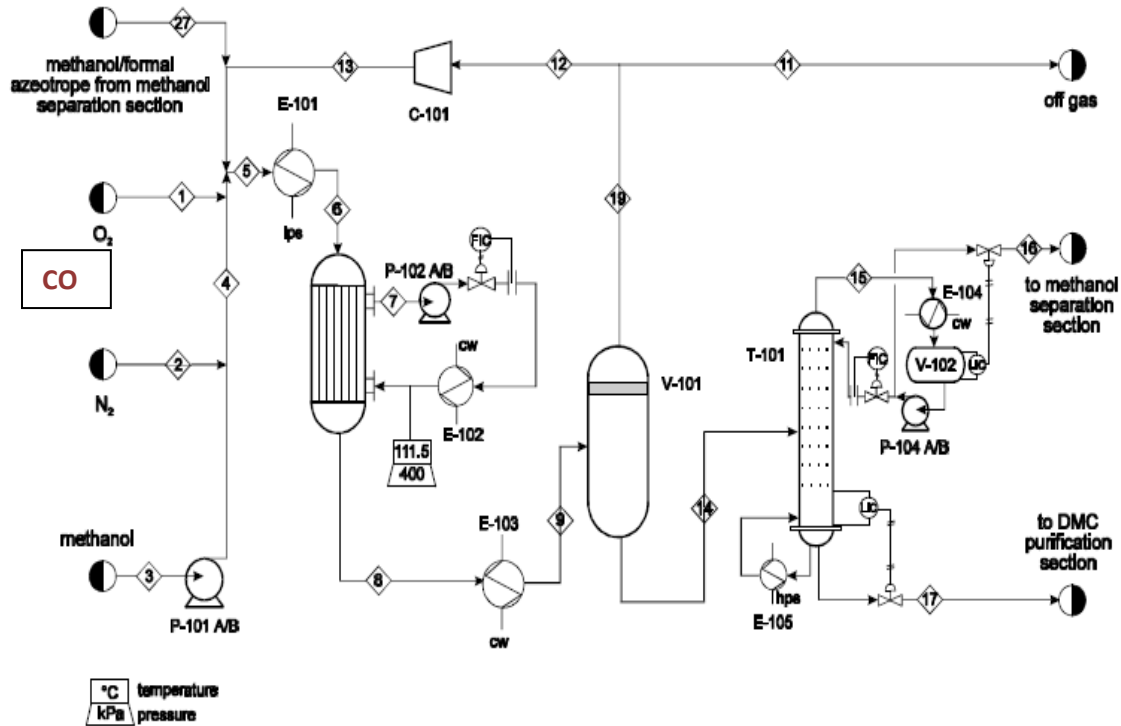 27
methanol/formal
azeotrope from methanol
separation section
13
C-101
12
11
off gas
E-101
5
lps
6
1
O₂
CO
4
2
N₂
methanol
3
P-101 A/B
FIC
P-102 A/B
7
cw
E-102
111.5
400
8
E-103
cw
9
19
V-101
14
15
E-104
cw
16
to methanol
separation
section
T-101
FIC
V-102
LIC
P-104 A/B
LIC
hps
E-105
17
to DMC
purification
section
°C temperature
kPa pressure